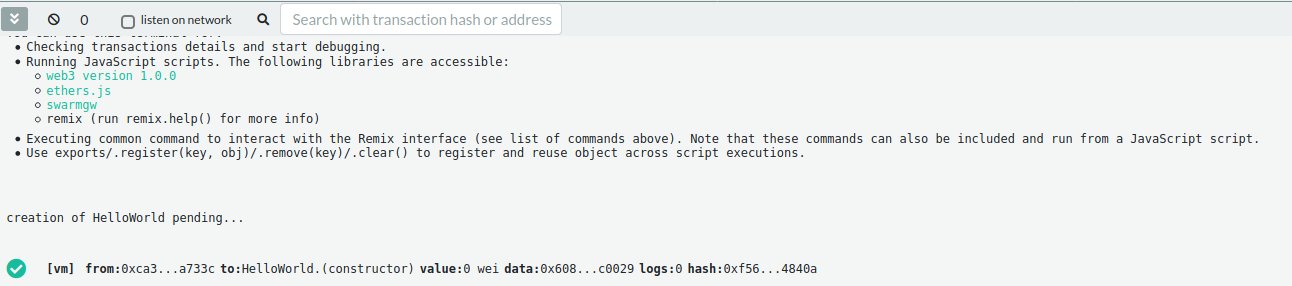 0 listen on network Search with transaction hash or address
Checking transactions details and start debugging.
Running JavaScript scripts. The following libraries are accessible:
web3 version 1.0.0
ethers.js
swarmgw
remix (run remix.help() for more info)
Executing common command to interact with the Remix interface (see list of commands above). Note that these commands can also be included and run from a JavaScript script.
Use exports/.register(key, obj)/.remove(key)/.clear() to register and reuse object across script executions.
creation of HelloWorld pending...
[vm] from:0xca3...a733c to:HelloWorld.(constructor) value:0 wei data:0x608...c0029 logs:0 hash:0xf56...4840a